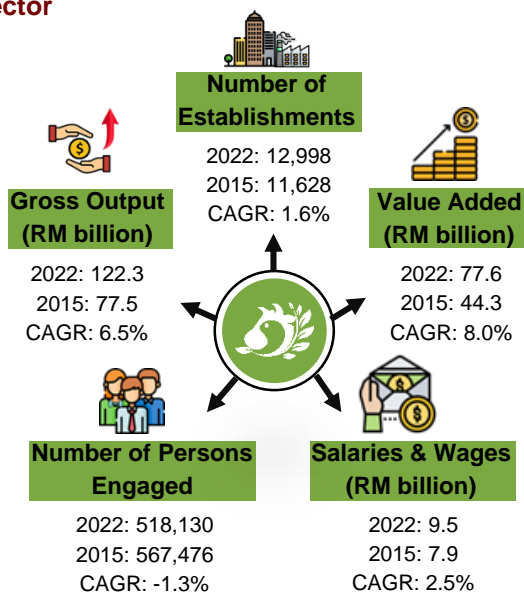 ector
Number of
Establishments
2022: 12,998
2015: 11,628
CAGR: 1.6%
Gross Output
(RM billion)
2022: 122.3
2015: 77.5
CAGR: 6.5%
Value Added
(RM billion)
2022: 77.6
2015: 44.3
CAGR: 8.0%
Number of Persons
Engaged
2022: 518,130
2015: 567,476
CAGR: -1.3%
Salaries & Wages
(RM billion)
2022: 9.5
2015: 7.9
CAGR: 2.5%